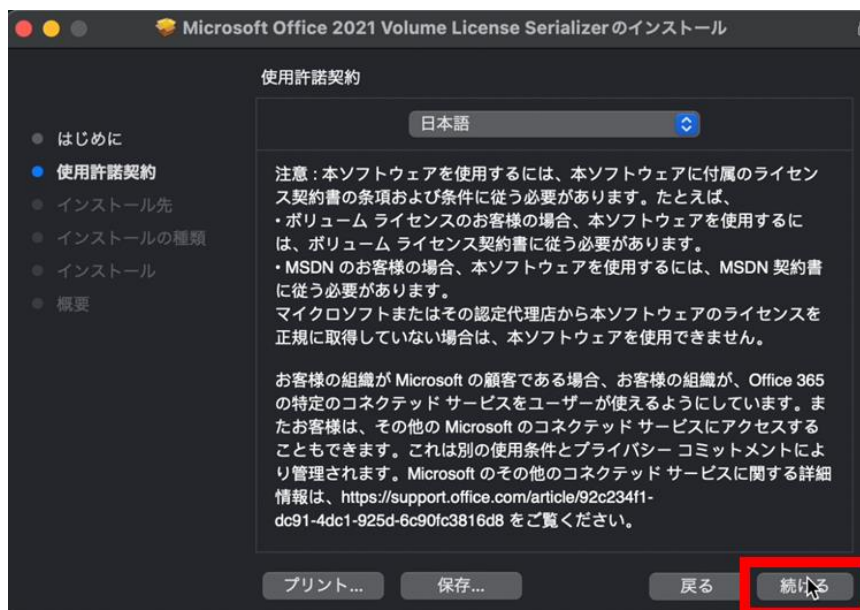 Microsoft Office 2021 Volume License Serializerのインストール
使用許諾契約
日本語
はじめに
使用許諾契約
インストール先
インストールの種類
インストール
概要
注意 : 本ソフトウェアを使用するには、本ソフトウェアに付属のライセン
ス契約書の条項および条件に従う必要があります。たとえば、
• ボリューム ライセンスのお客様の場合、本ソフトウェアを使用するに
は、ボリューム ライセンス契約書に従う必要があります。
• MSDN のお客様の場合、本ソフトウェアを使用するには、MSDN 契約書
に従う必要があります。
マイクロソフトまたはその認定代理店から本ソフトウェアのライセンスを
正規に取得していない場合は、本ソフトウェアを使用できません。
お客様の組織が Microsoft の顧客である場合、お客様の組織が、Office 365
の特定のコネクテッド サービスをユーザーが使えるようにしています。ま
たお客様は、その他の Microsoft のコネクテッド サービスにアクセスする
こともできます。これは別の使用条件とプライバシー コミットメントによ
り管理されます。Microsoft のその他のコネクテッド サービスに関する詳細
情報は、https://support.office.com/article/92c234f1-
dc91-4dc1-925d-6c90fc3816d8 をご覧ください。
プリント...
保存...
戻る
続ける